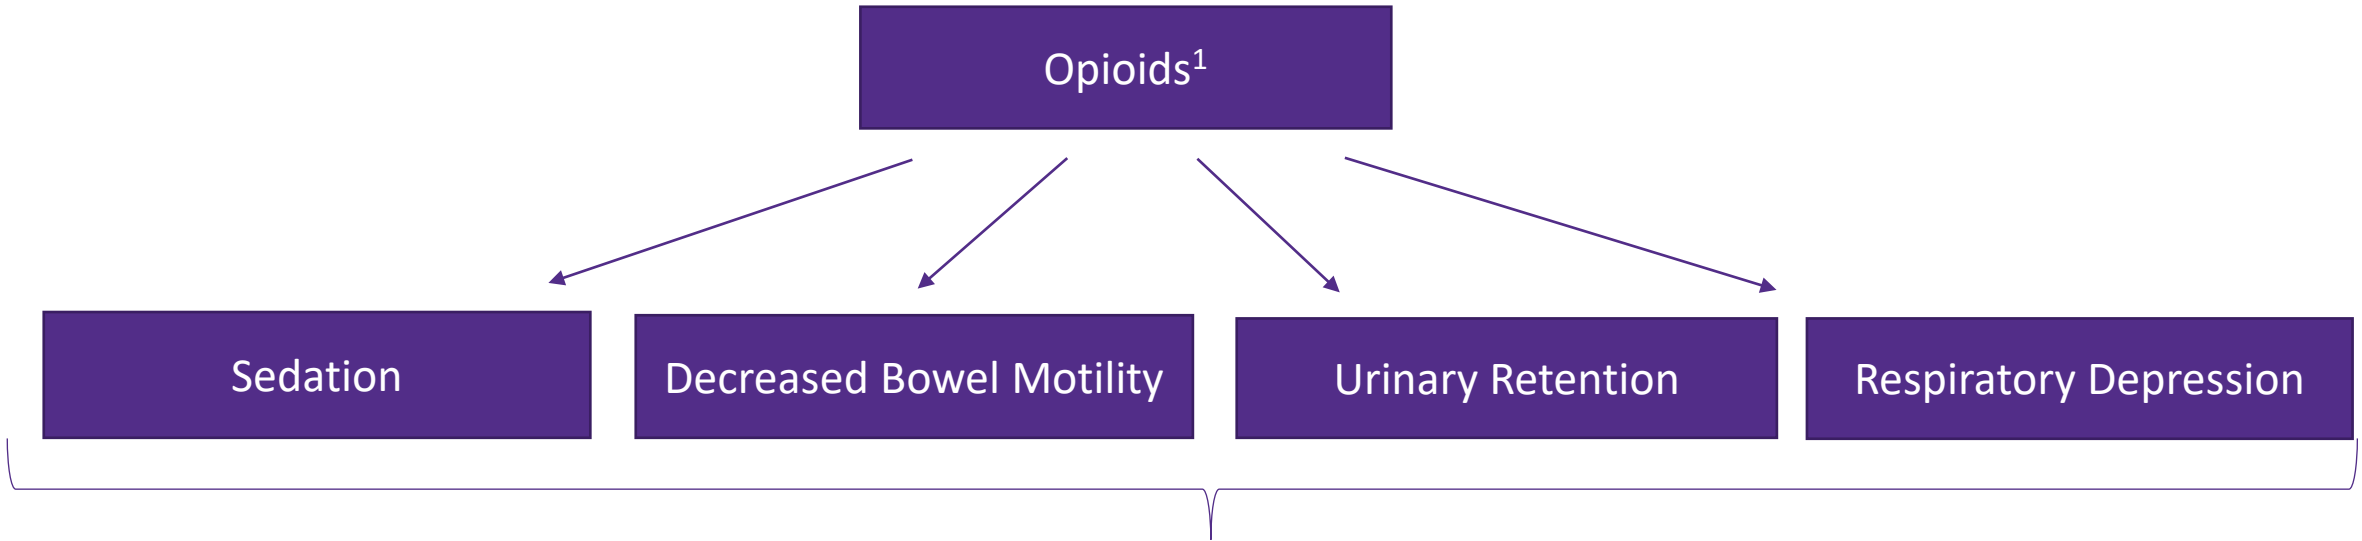 Opioids¹
Sedation
Decreased Bowel Motility
Urinary Retention
Respiratory Depression